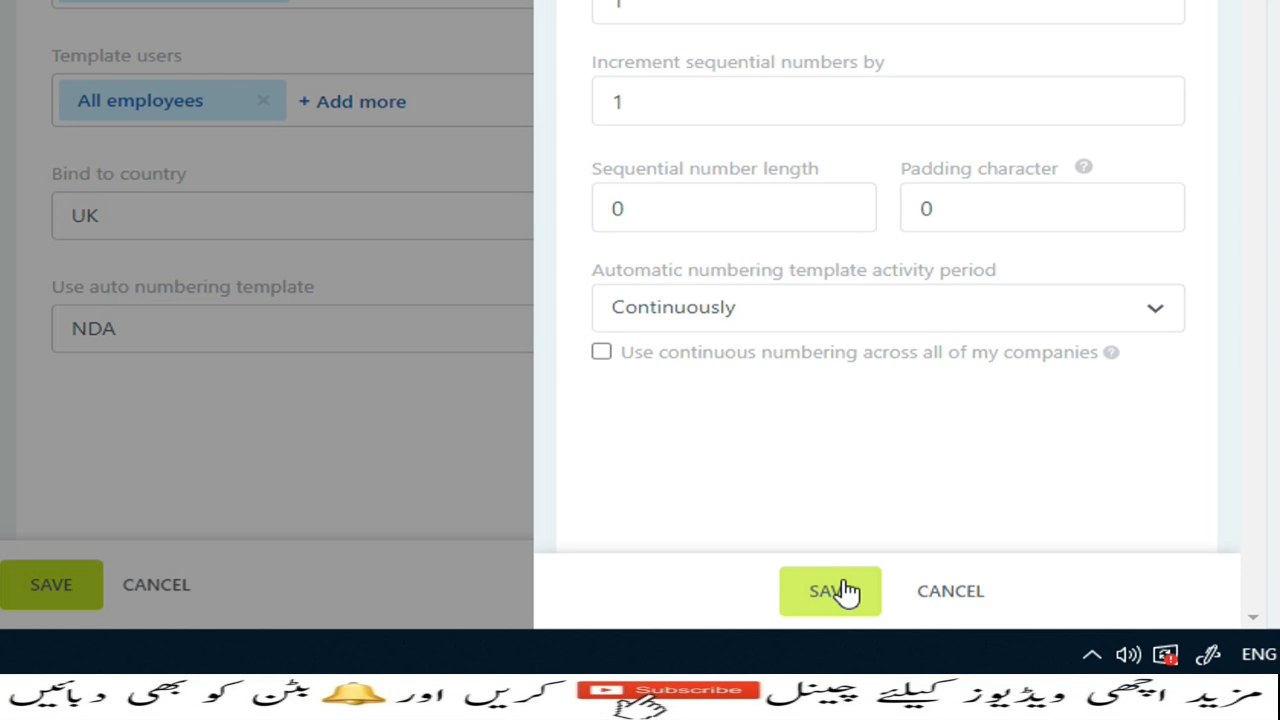 Template users
All employees × + Add more
Bind to country
UK
Use auto numbering template
NDA
SAVE CANCEL
1
Increment sequential numbers by
1
Sequential number length Padding character ?
0 0
Automatic numbering template activity period
Continuously
Use continuous numbering across all of my companies ?
CANCEL
ENG
مزید اچھی ویڈیوز کیلئے چینل Subscribe کریں اور بٹن کو بھی دبائیں